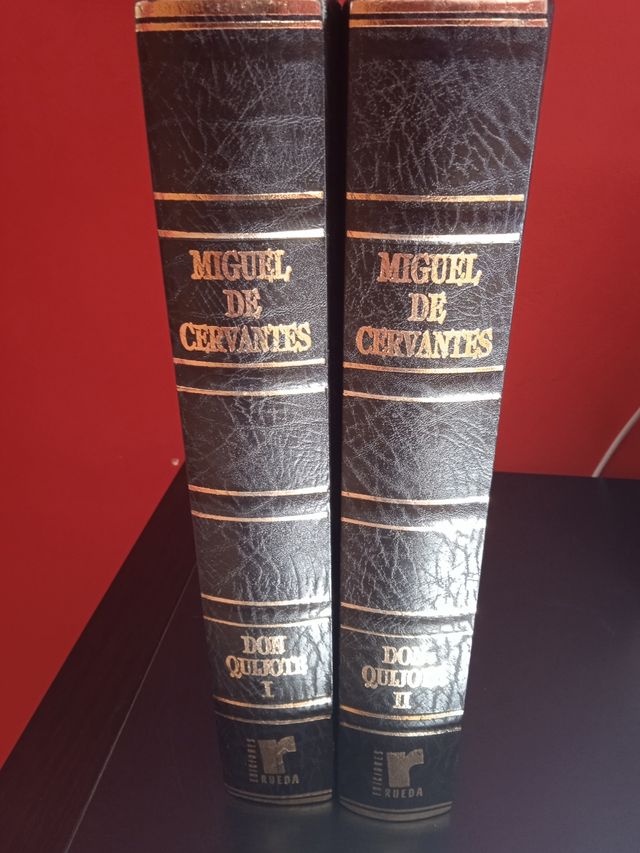 MIGUEL
DE
CERVANTES
DON
QUIJOTE
I
EDICIONES
RUEDA
MIGUEL
DE
CERVANTES
DON
QUIJOTE
II
EDICIONES
RUEDA